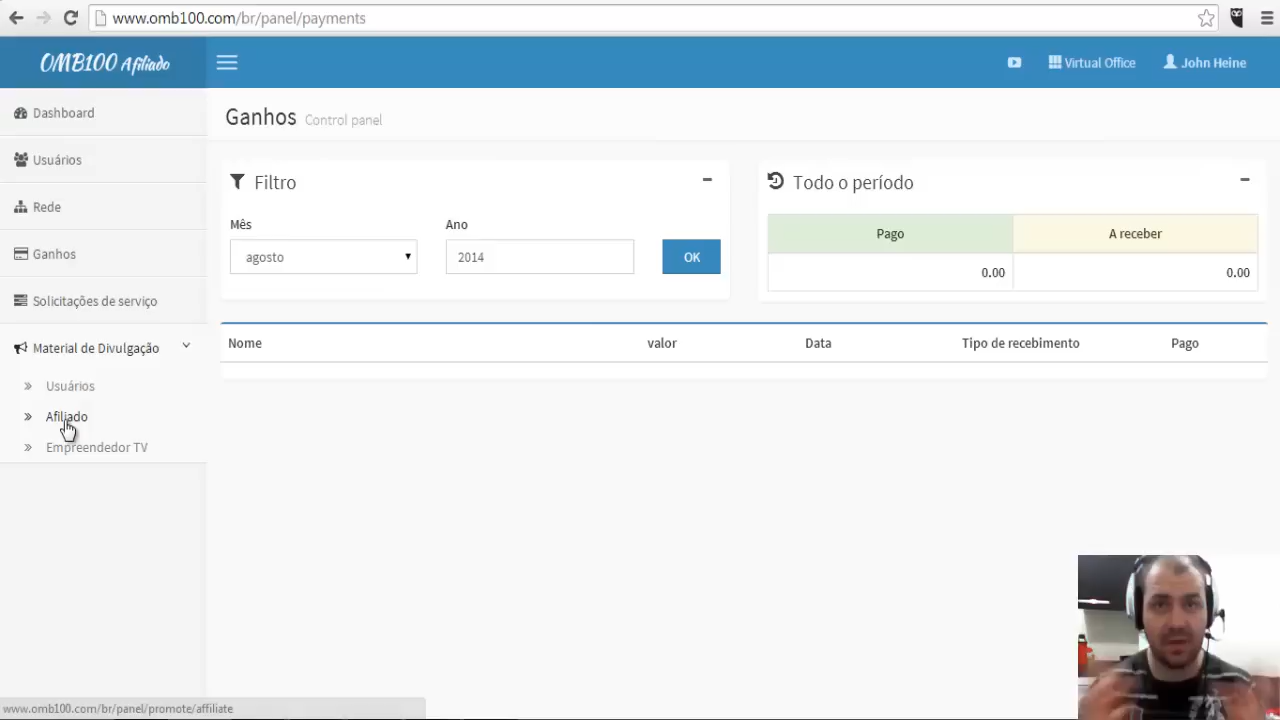 www.omb100.com/br/panel/payments
OMB100 Afiliado
Virtual Office
John Heine
Dashboard
Usuários
Rede
Ganhos
Solicitações de serviço
Material de Divulgação
Usuários
Afiliado
Empreendedor TV
Ganhos Control panel
Filtro
Mês
Ano
agosto
2014
OK
Todo o período
Pago
A receber
0.00
0.00
Nome
valor
Data
Tipo de recebimento
Pago
www.omb100.com/br/panel/promote/affiliate